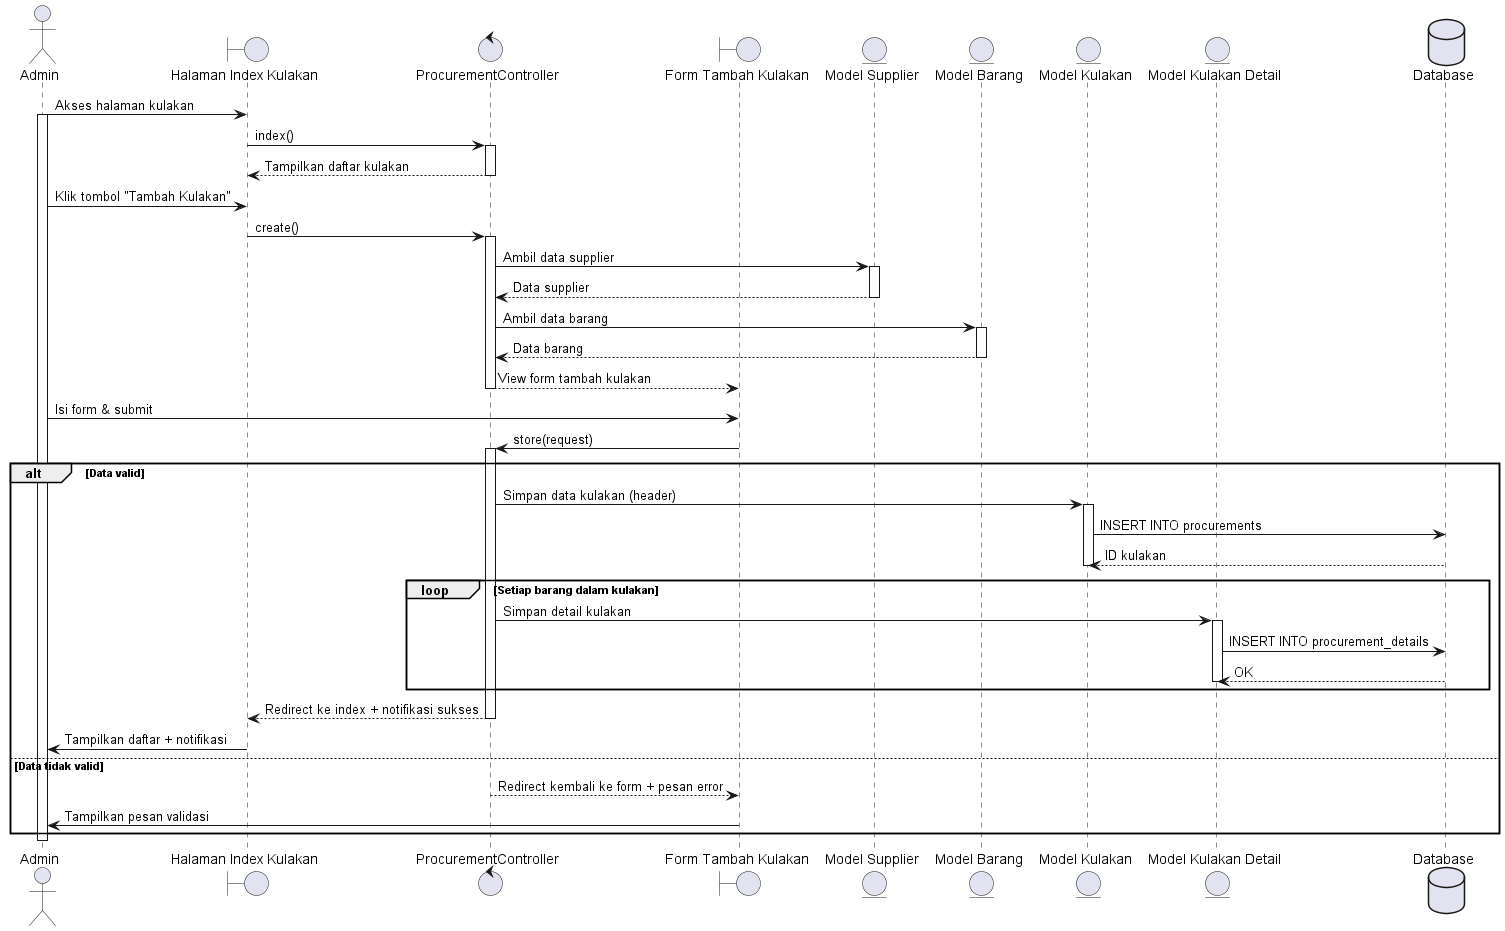 Admin
Halaman Index Kulakan
ProcurementController
Form Tambah Kulakan
Model Supplier
Model Barang
Model Kulakan
Model Kulakan Detail
Database
Akses halaman kulakan
index()
Tampilkan daftar kulakan
Klik tombol "Tambah Kulakan"
create()
Ambil data supplier
Data supplier
Ambil data barang
Data barang
View form tambah kulakan
Isi form & submit
store(request)
alt [Data valid]
Simpan data kulakan (header)
INSERT INTO procurements
ID kulakan
loop [Setiap barang dalam kulakan]
Simpan detail kulakan
INSERT INTO procurement_details
OK
Redirect ke index + notifikasi sukses
Tampilkan daftar + notifikasi
[Data tidak valid]
Redirect kembali ke form + pesan error
Tampilkan pesan validasi
Admin
Halaman Index Kulakan
ProcurementController
Form Tambah Kulakan
Model Supplier
Model Barang
Model Kulakan
Model Kulakan Detail
Database